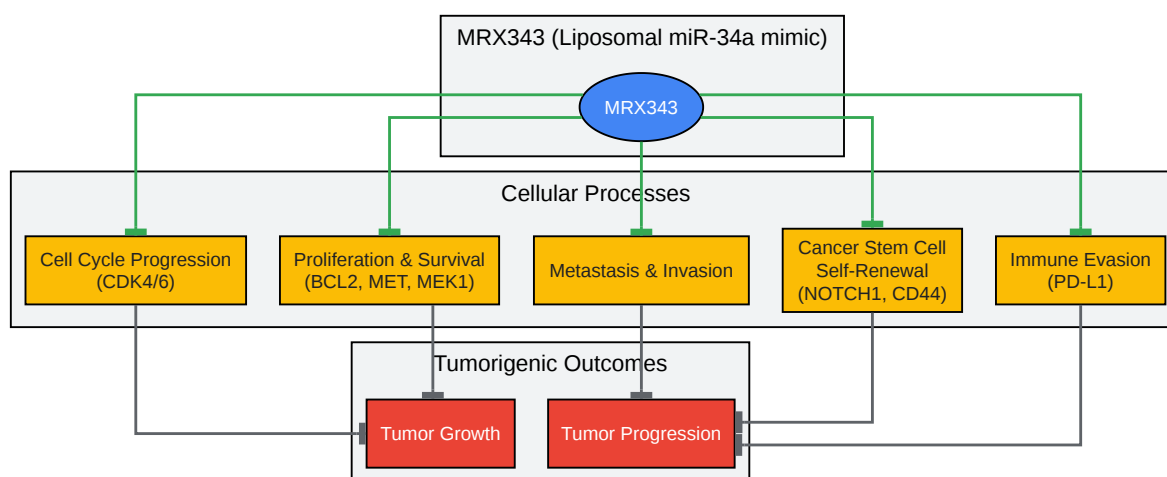 MRX343 (Liposomal miR-34a mimic)
MRX343
Cellular Processes
Cell Cycle Progression
(CDK4/6)
Proliferation & Survival
(BCL2, MET, MEK1)
Metastasis & Invasion
Cancer Stem Cell
Self-Renewal
(NOTCH1, CD44)
Immune Evasion
(PD-L1)
Tumorigenic Outcomes
Tumor Growth
Tumor Progression